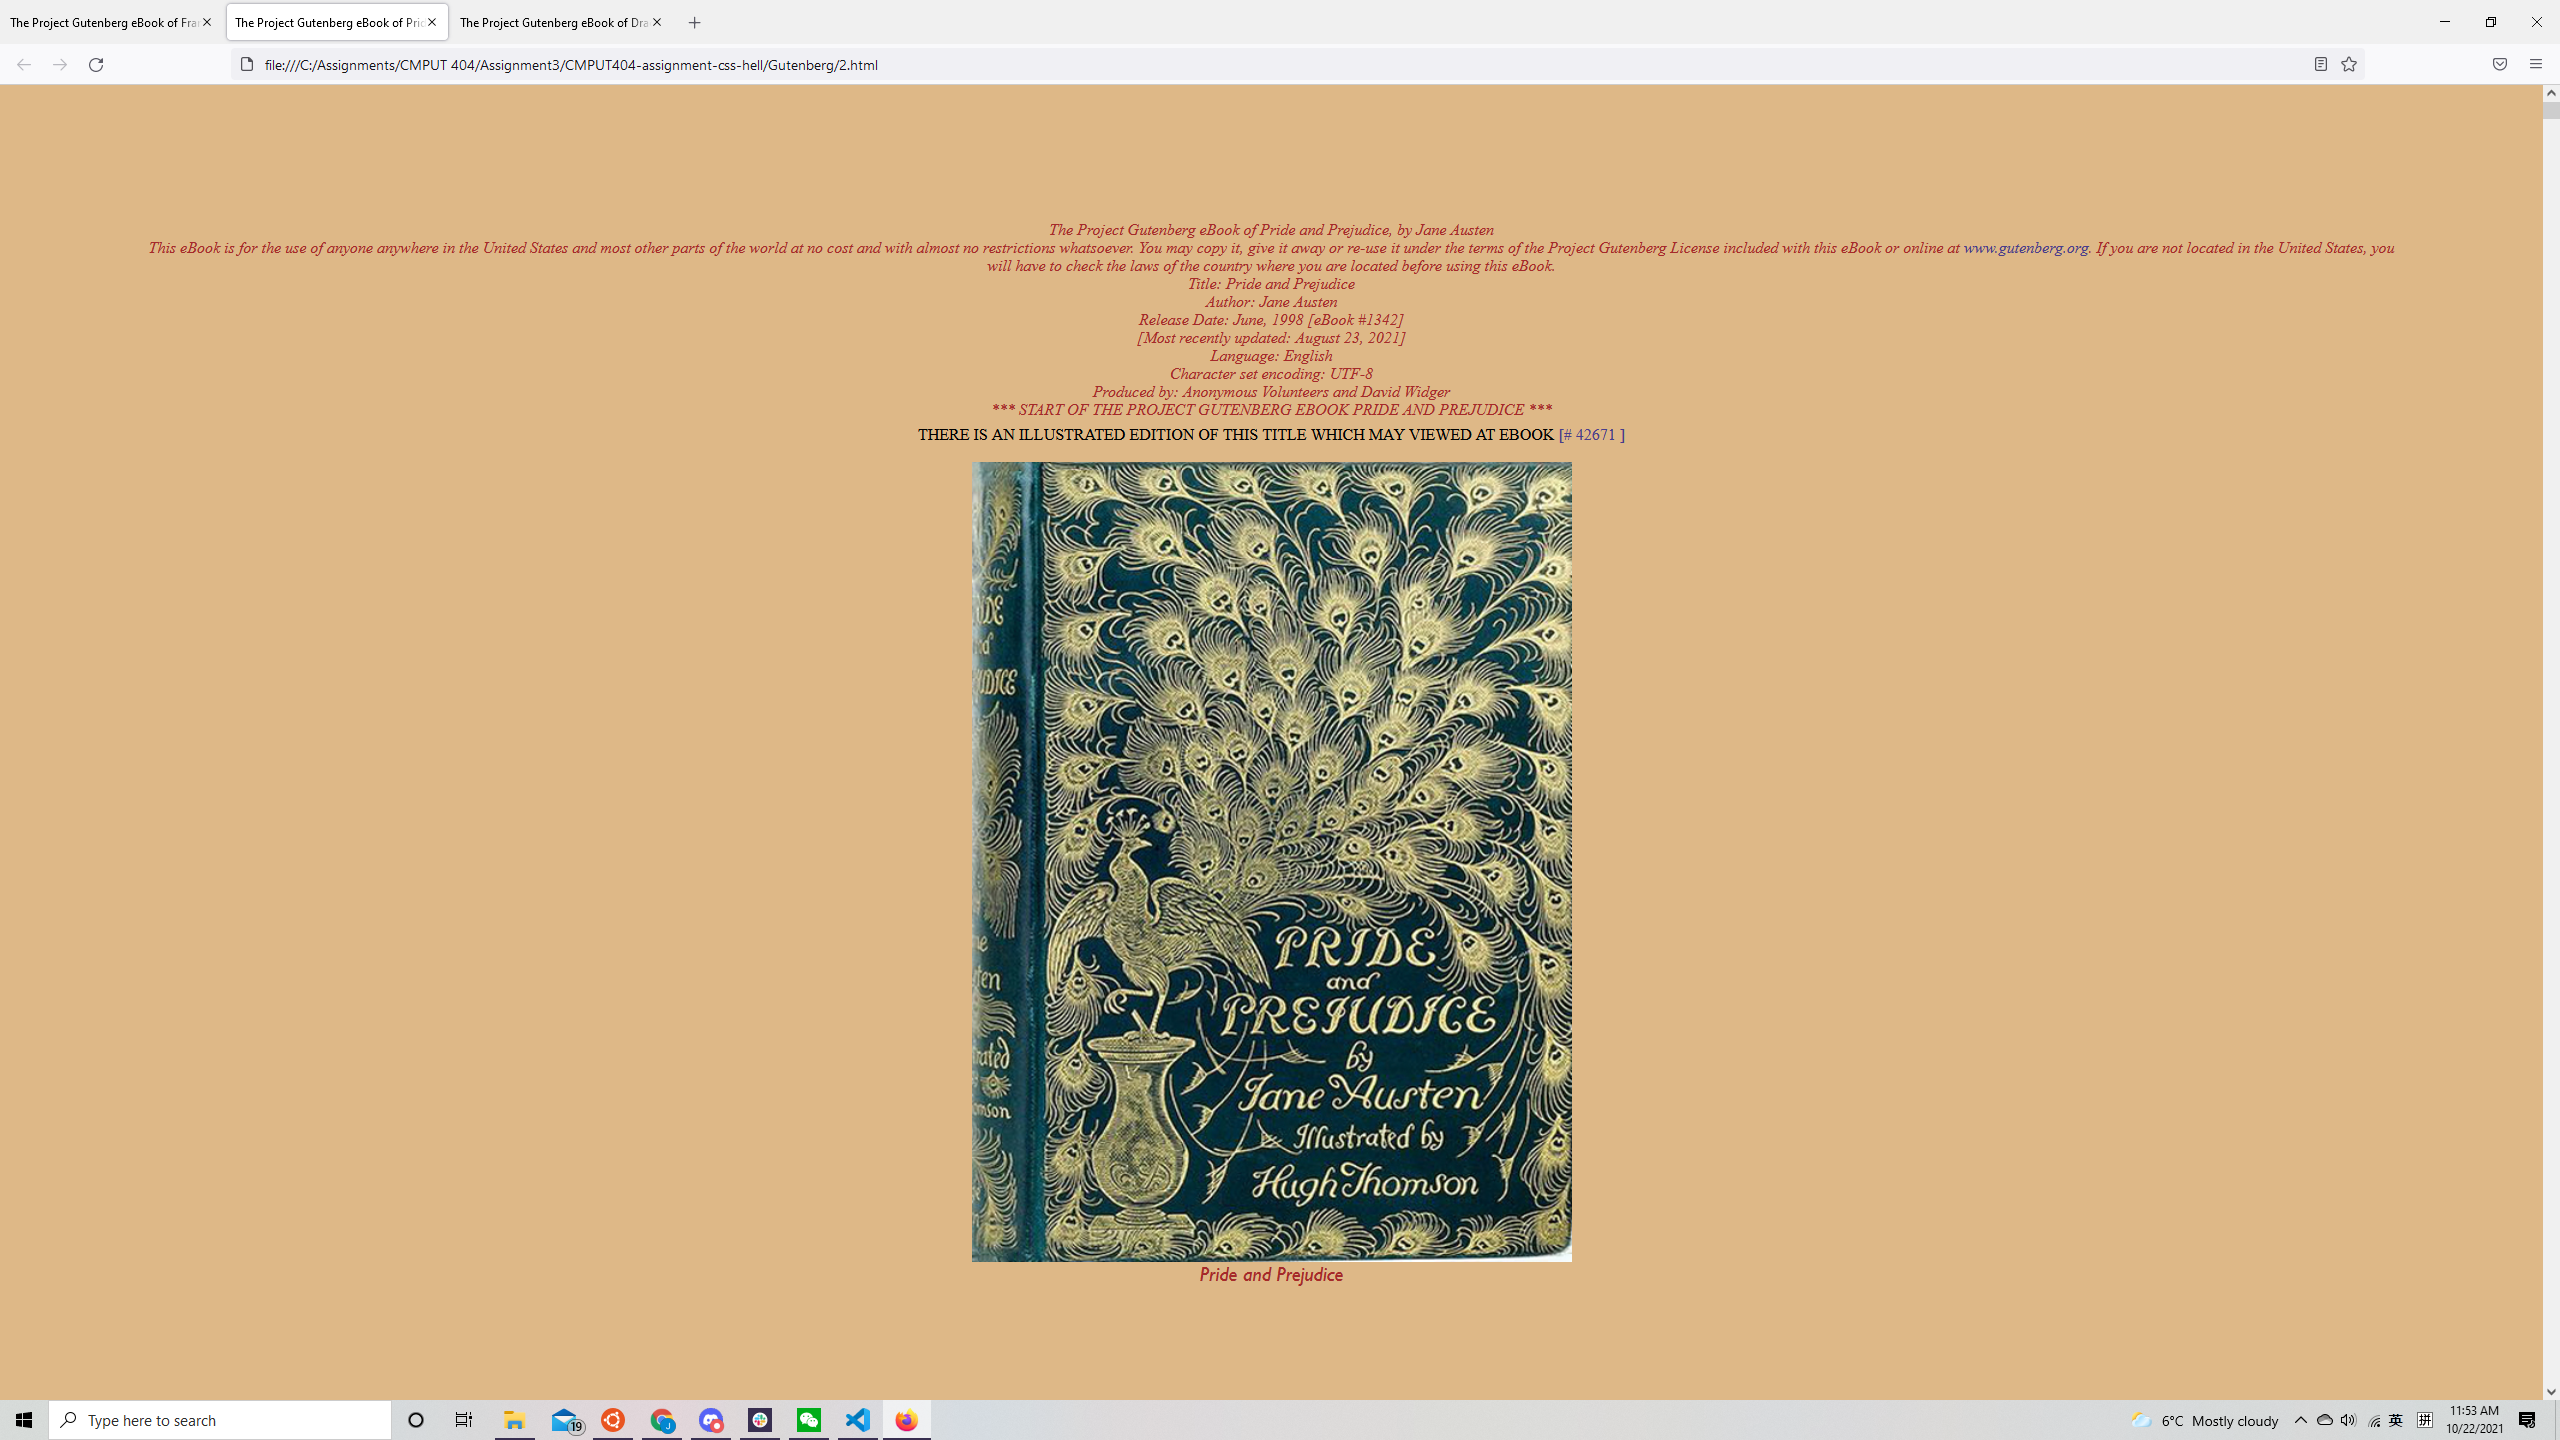 The Project Gutenberg eBook of Fra
The Project Gutenberg eBook of Prid
The Project Gutenberg eBook of Dra
file:///C:/Assignments/CMPUT 404/Assignment3/CMPUT404-assignment-css-hell/Gutenberg/2.html
The Project Gutenberg eBook of Pride and Prejudice, by Jane Austen
This eBook is for the use of anyone anywhere in the United States and most other parts of the world at no cost and with almost no restrictions whatsoever. You may copy it, give it away or re-use it under the terms of the Project Gutenberg License included with this eBook or online at www.gutenberg.org. If you are not located in the United States, you
will have to check the laws of the country where you are located before using this eBook.
Title: Pride and Prejudice
Author: Jane Austen
Release Date: June, 1998 [eBook #1342]
[Most recently updated: August 23, 2021]
Language: English
Character set encoding: UTF-8
Produced by: Anonymous Volunteers and David Widger
*** START OF THE PROJECT GUTENBERG EBOOK PRIDE AND PREJUDICE ***
THERE IS AN ILLUSTRATED EDITION OF THIS TITLE WHICH MAY VIEWED AT EBOOK [# 42671 ]
PRIDE
and
PREJUDICE
by
Jane Austen
Illustrated by
Hugh Thomson
Pride and Prejudice
Type here to search
19
6°C Mostly cloudy
英
拼
11:53 AM
10/22/2021